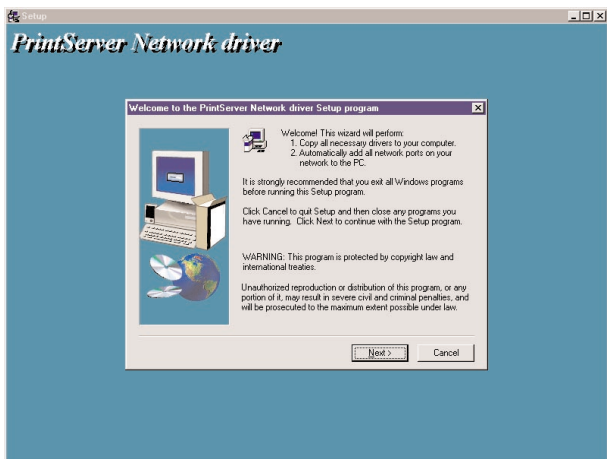 Setup
PrintServer Network driver
Welcome to the PrintServer Network driver Setup program
Welcome! This wizard will perform:
1. Copy all necessary drivers to your computer.
2. Automatically add all network ports on your
network to the PC.
It is strongly recommended that you exit all Windows programs
before running this Setup program.
Click Cancel to quit Setup and then close any programs you
have running. Click Next to continue with the Setup program.
WARNING: This program is protected by copyright law and
international treaties.
Unauthorized reproduction or distribution of this program, or any
portion of it, may result in severe civil and criminal penalties, and
will be prosecuted to the maximum extent possible under law.
Next > Cancel